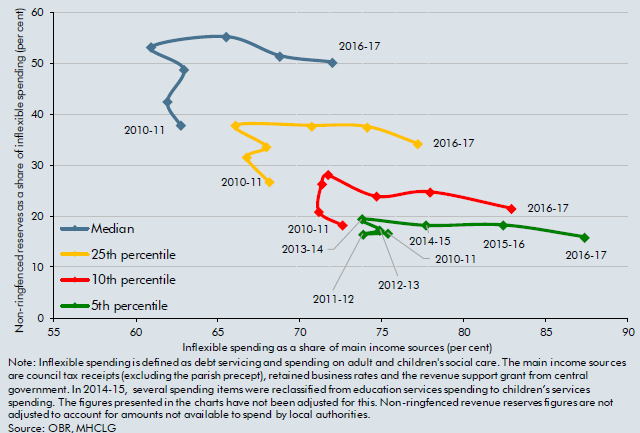 Non-ringfenced reserves as a share of inflexible spending (per cent)
60
50
40
30
20
10
0
2016-17
2010-11
2016-17
2010-11
2016-17
2010-11
2013-14
2014-15
2010-11
2015-16
2016-17
2012-13
2011-12
Median
25th percentile
10th percentile
5th percentile
55
60
65
70
75
80
85
90
Inflexible spending as a share of main income sources (per cent)
Note: Inflexible spending is defined as debt servicing and spending on adult and children's social care. The main income sources
are council tax receipts (excluding the parish precept), retained business rates and the revenue support grant from central
government. In 2014-15, several spending items were reclassified from education services spending to children's services
spending. The figures presented in the charts have not been adjusted for this. Non-ringfenced revenue reserves figures are not
adjusted to account for amounts not available to spend by local authorities.
Source: OBR, MHCLG